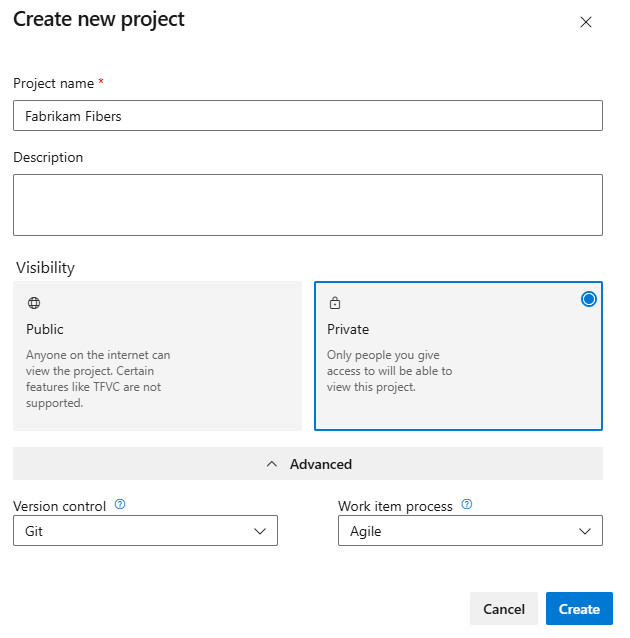 Create new project
Project name *
Fabrikam Fibers
Description
Visibility
Public
Anyone on the internet can
view the project. Certain
features like TFVC are not
supported.
Private
Only people you give
access to will be able to
view this project.
Advanced
Version control
Git
Work item process
Agile
Cancel
Create